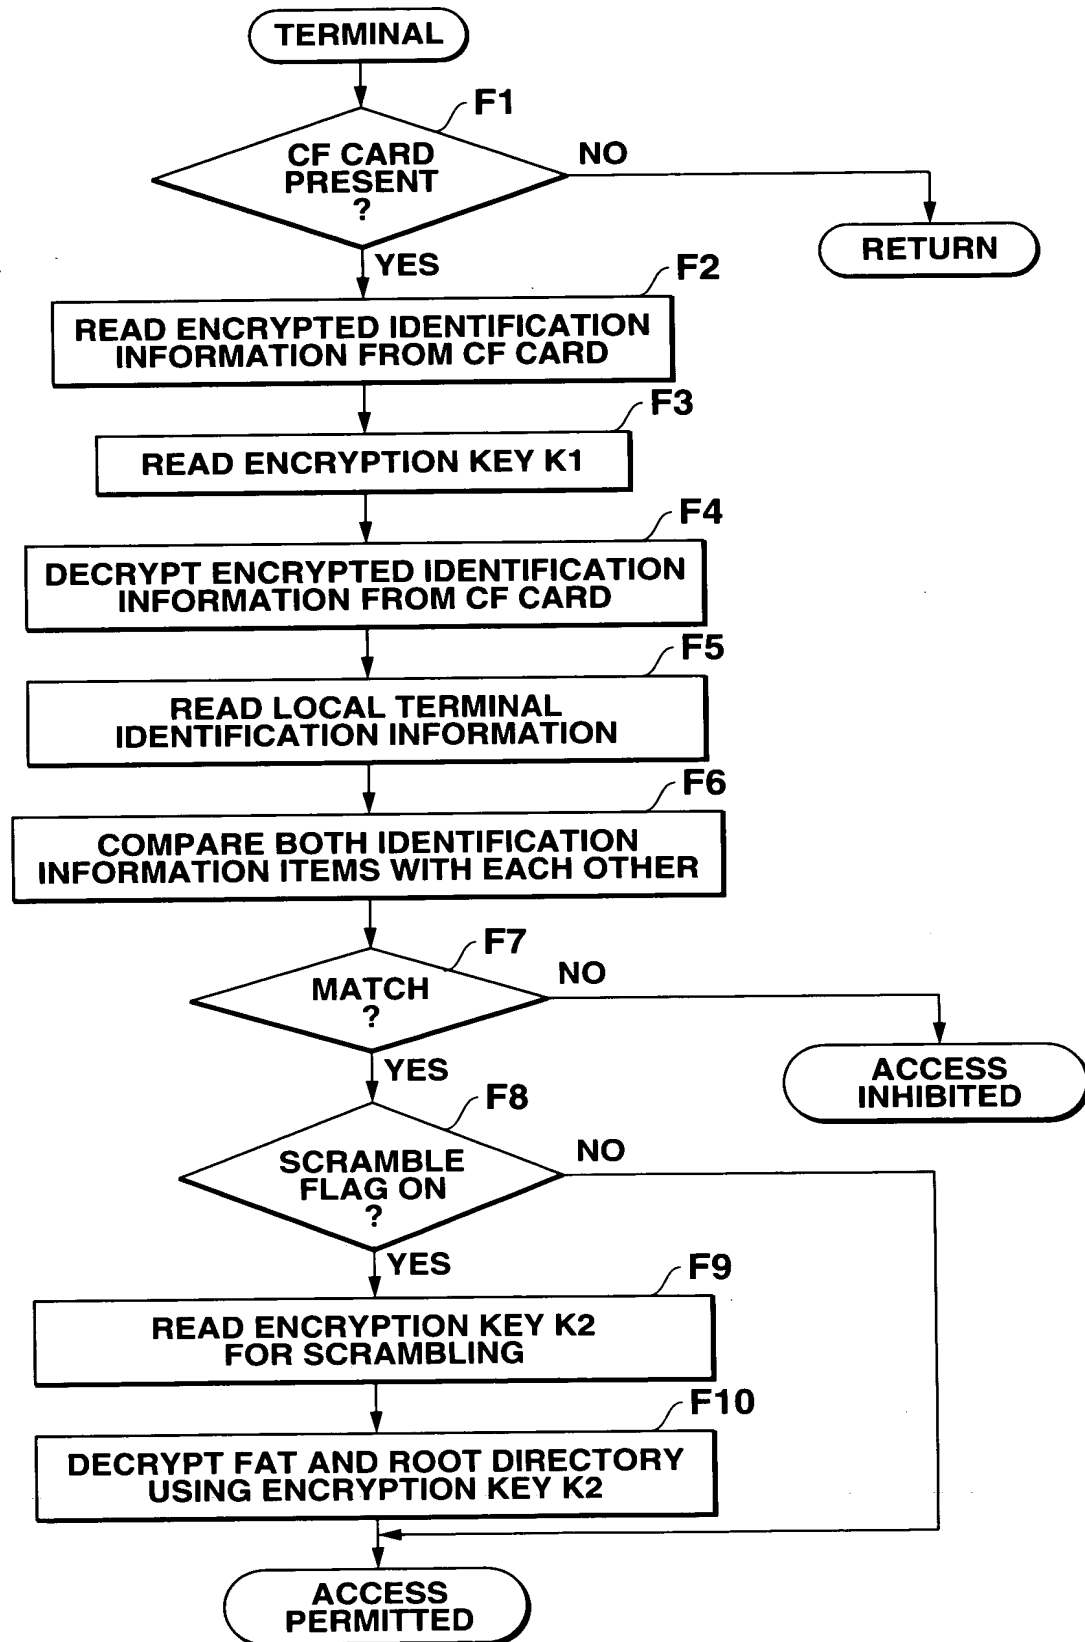 TERMINAL
F1
CF CARD
PRESENT
?
NO
RETURN
YES
F2
READ ENCRYPTED IDENTIFICATION
INFORMATION FROM CF CARD
F3
READ ENCRYPTION KEY K1
F4
DECRYPT ENCRYPTED IDENTIFICATION
INFORMATION FROM CF CARD
F5
READ LOCAL TERMINAL
IDENTIFICATION INFORMATION
F6
COMPARE BOTH IDENTIFICATION
INFORMATION ITEMS WITH EACH OTHER
F7
MATCH
?
NO
ACCESS
INHIBITED
YES
F8
SCRAMBLE
FLAG ON
?
NO
YES
F9
READ ENCRYPTION KEY K2
FOR SCRAMBLING
F10
DECRYPT FAT AND ROOT DIRECTORY
USING ENCRYPTION KEY K2
ACCESS
PERMITTED